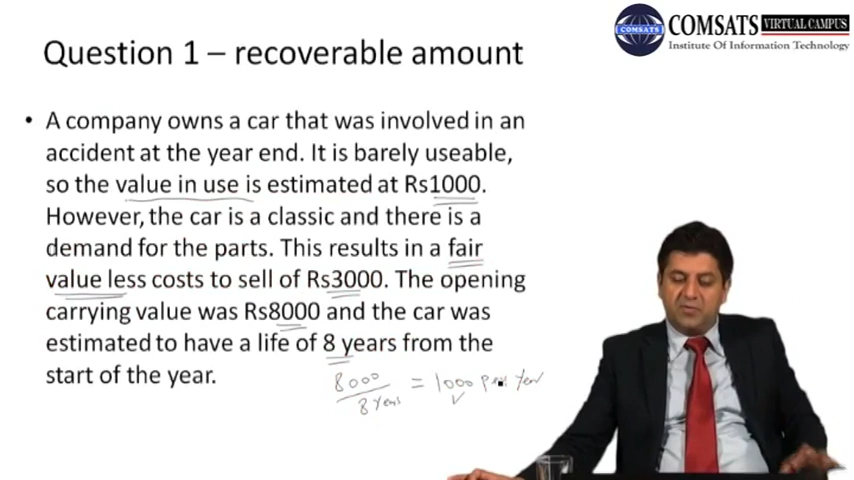 COMSATS VIRTUAL CAMPUS
COMSATS
Institute Of Information Technology
Question 1 – recoverable amount
• A company owns a car that was involved in an
accident at the year end. It is barely useable,
so the value in use is estimated at Rs1000.
However, the car is a classic and there is a
demand for the parts. This results in a fair
value less costs to sell of Rs3000. The opening
carrying value was Rs8000 and the car was
estimated to have a life of 8 years from the
start of the year.
8000 = 1000 per year
8 years